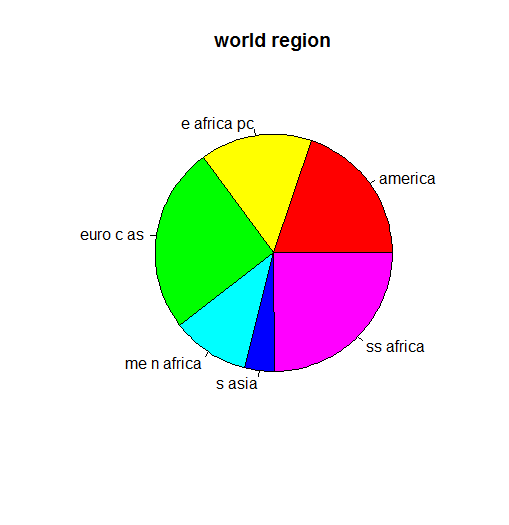 world region
e africa pc
america
euro c as
ss africa
me n africa
s asia